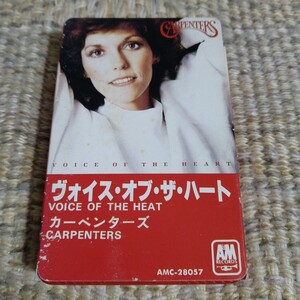 CARPENTERS
VOICE OF THE HEART
ヴォイス・オブ・ザ・ハート
VOICE OF THE HEAT
カーペンターズ
CARPENTERS
AM
RECORDS
AMC-28057